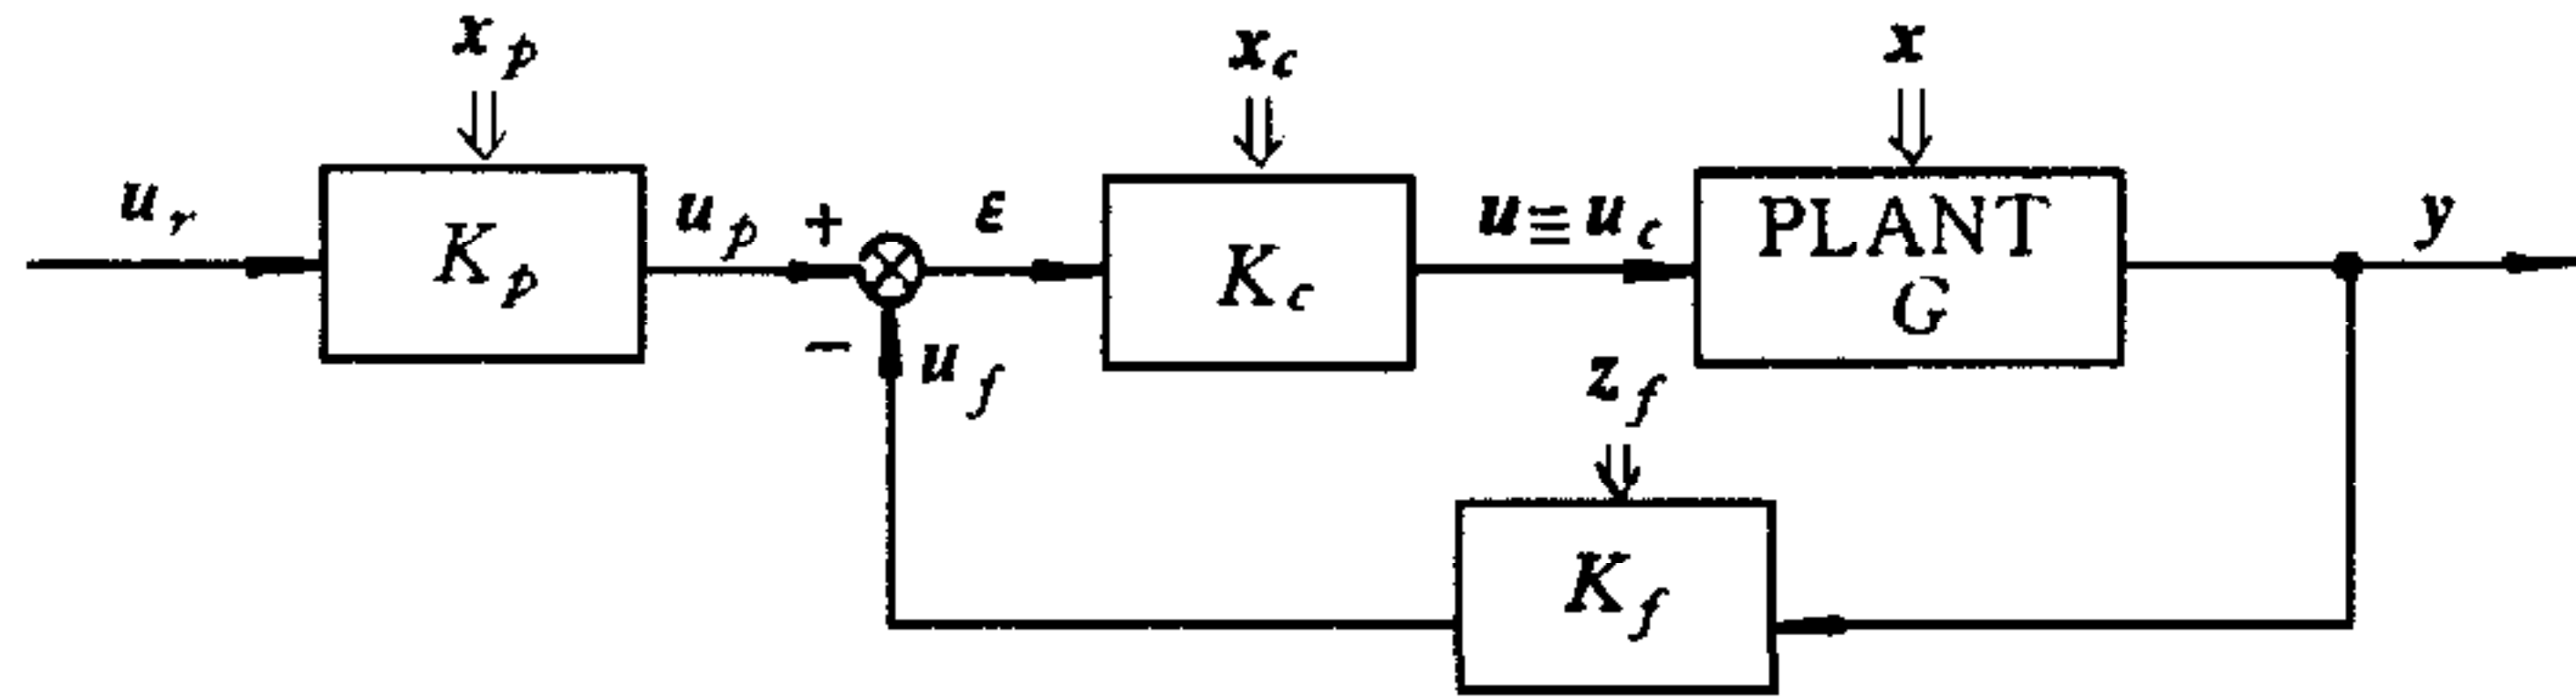 x_p
x_c
x
u_r
K_p
u_p
+
ε
K_c
u ≡ u_c
PLANT
G
y
−
u_f
z_f
K_f